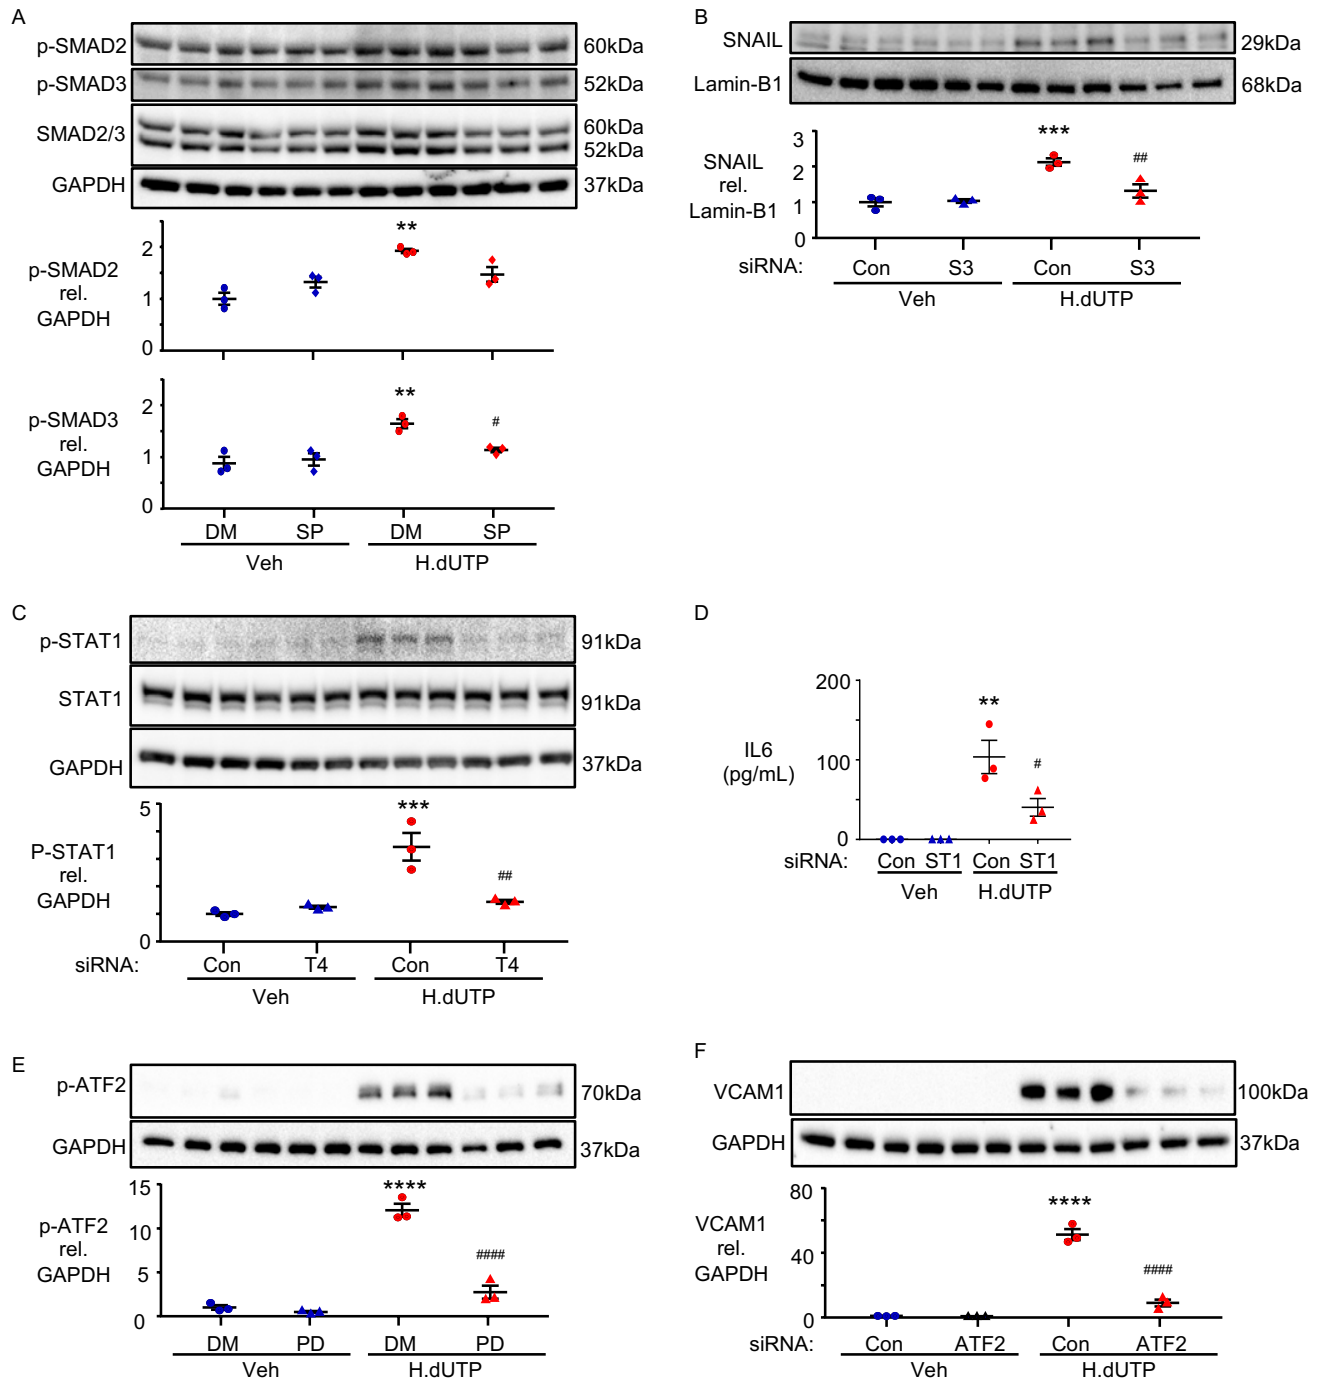 A
p-SMAD2 60kDa
p-SMAD3 52kDa
SMAD2/3 60kDa
52kDa
GAPDH 37kDa
p-SMAD2
rel.
GAPDH
2
1
0
**
p-SMAD3
rel.
GAPDH
2
1
0
** #
DM SP DM SP
Veh H.dUTP
B
SNAIL 29kDa
Lamin-B1 68kDa
SNAIL
rel.
Lamin-B1
3
2
1
0
*** ##
siRNA: Con S3 Con S3
Veh H.dUTP
C
p-STAT1 91kDa
STAT1 91kDa
GAPDH 37kDa
P-STAT1
rel.
GAPDH
5
0
*** ##
siRNA: Con T4 Con T4
Veh H.dUTP
D
IL6
(pg/mL)
200
100
0
** #
siRNA: Con ST1 Con ST1
Veh H.dUTP
E
p-ATF2 70kDa
GAPDH 37kDa
p-ATF2
rel.
GAPDH
15
10
5
0
**** ####
DM PD DM PD
Veh H.dUTP
F
VCAM1 100kDa
GAPDH 37kDa
VCAM1
rel.
GAPDH
80
40
0
**** ####
siRNA: Con ATF2 Con ATF2
Veh H.dUTP